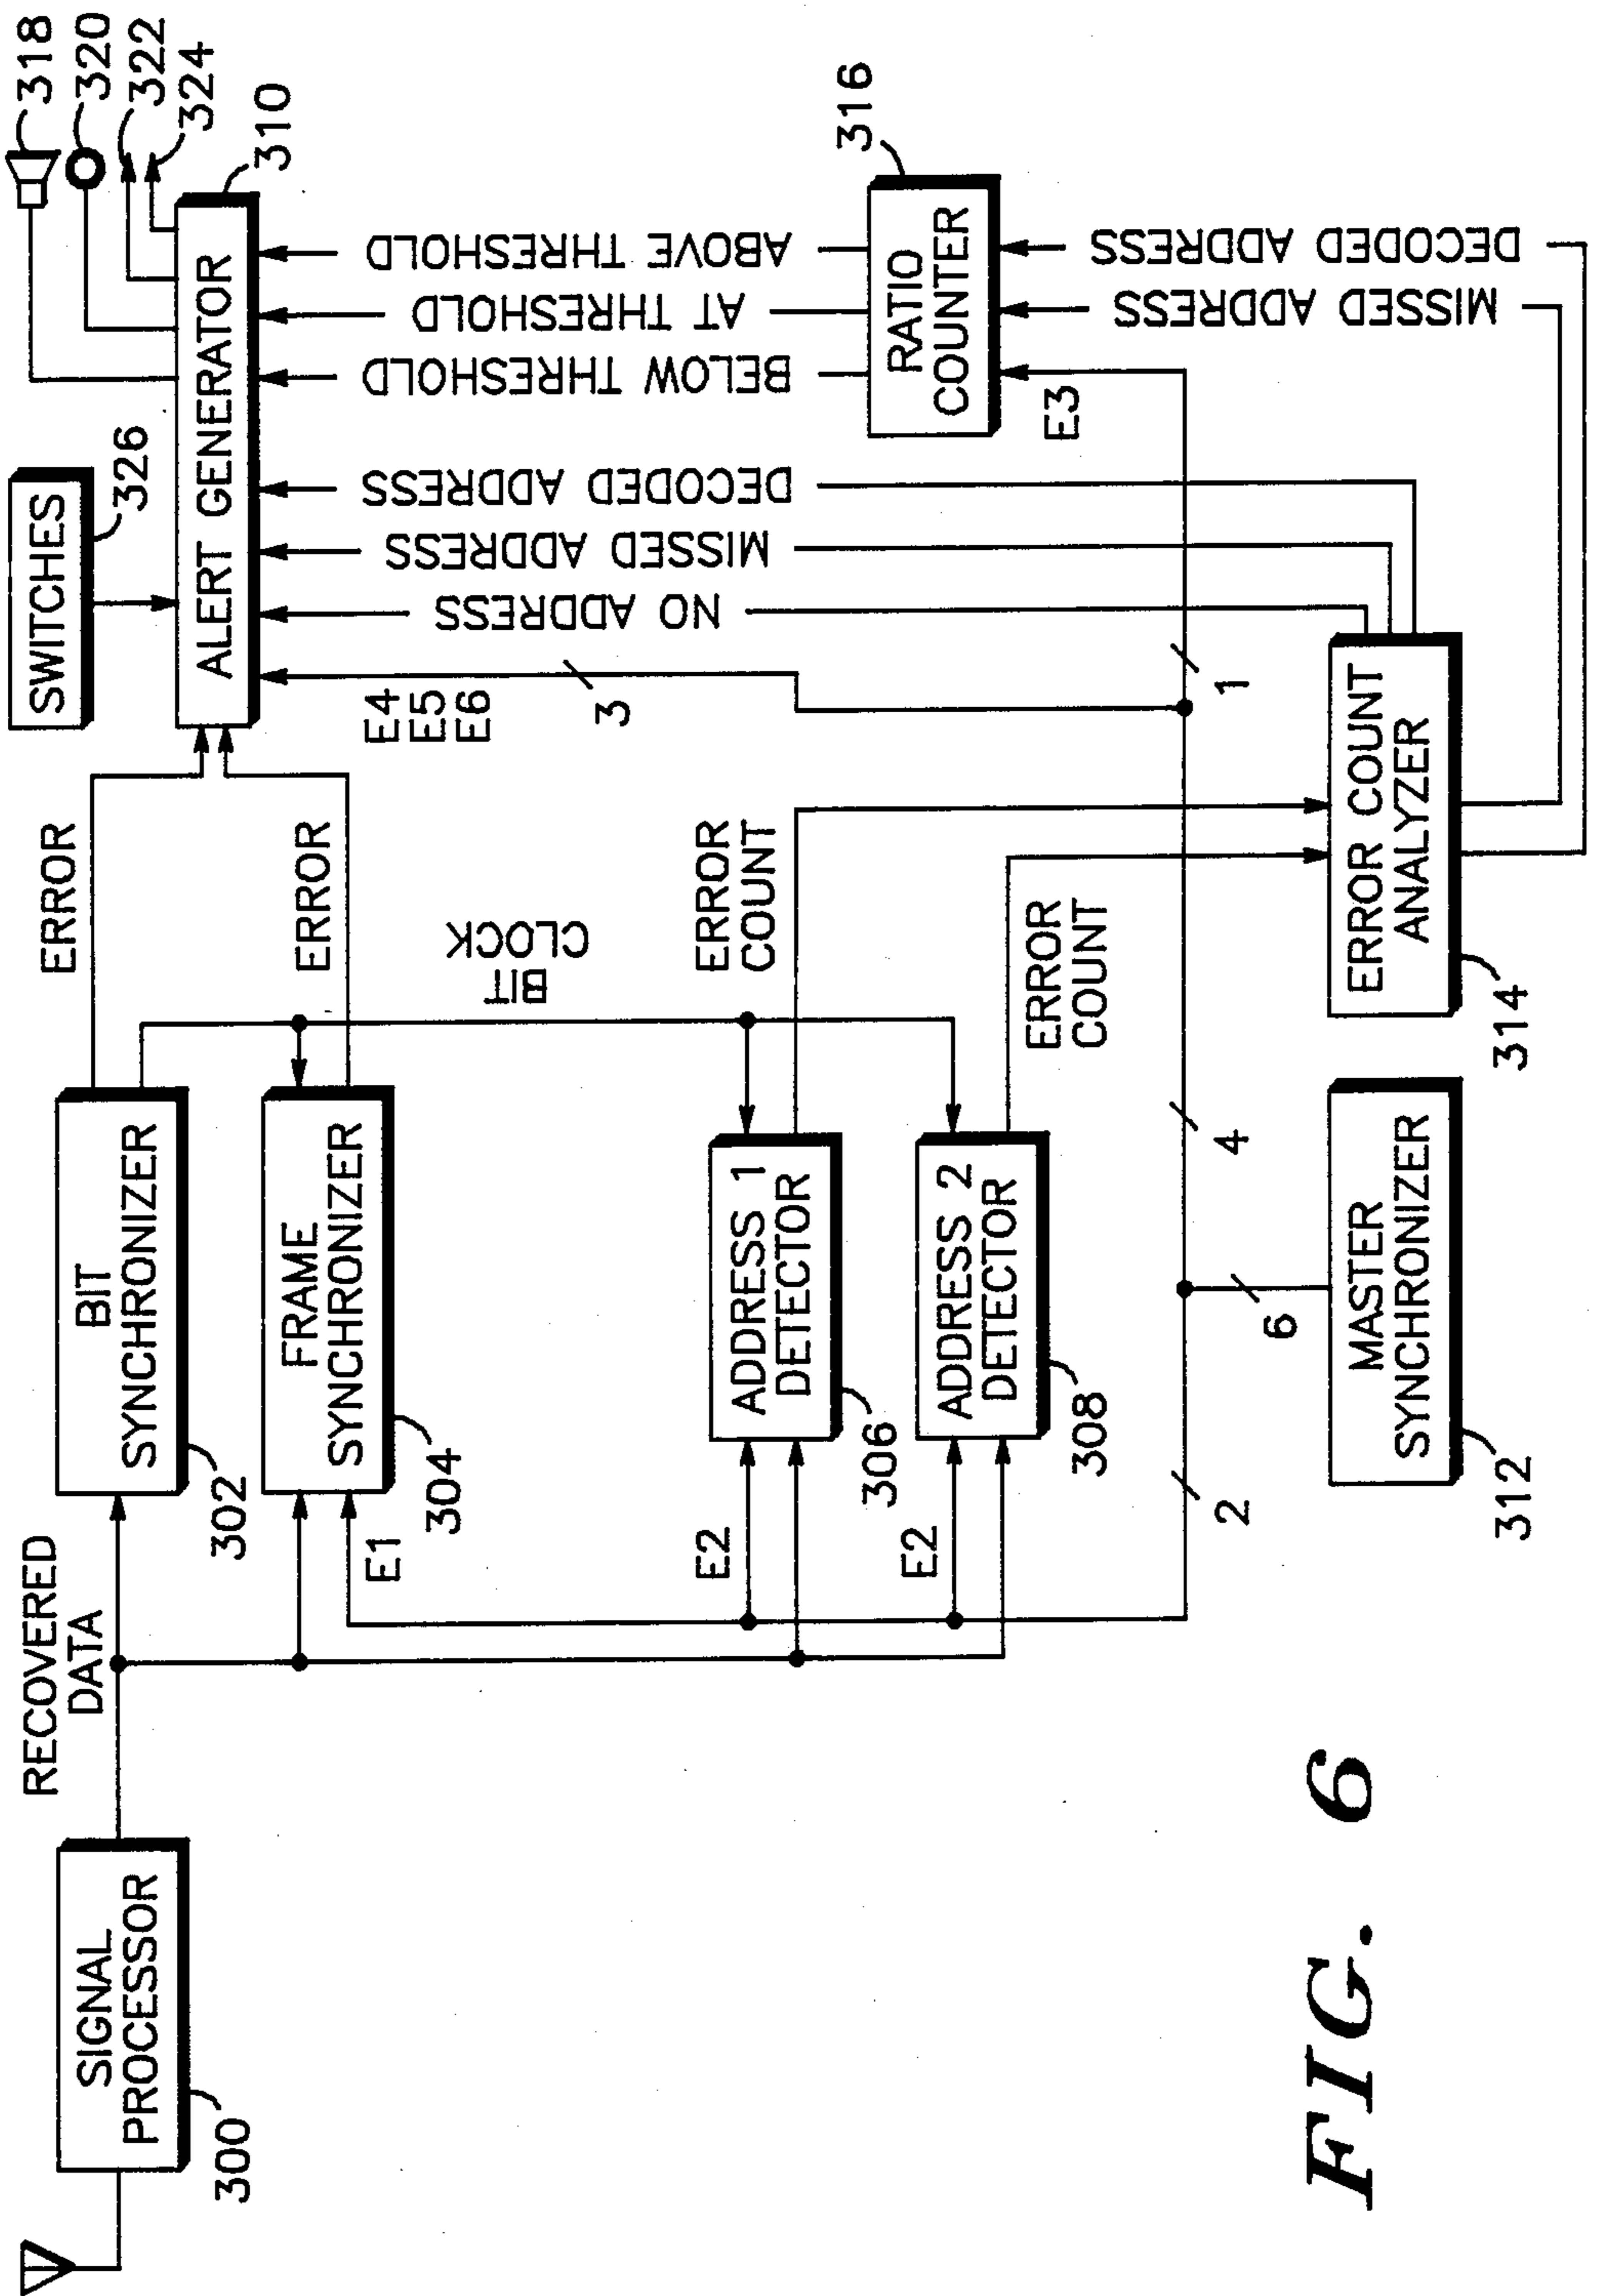 SIGNAL
PROCESSOR
300
RECOVERED
DATA
BIT
SYNCHRONIZER
302
FRAME
SYNCHRONIZER
304
E1
ERROR
ERROR
BIT
CLOCK
SWITCHES
326
ALERT GENERATOR
310
318
320
322
324
E4
E5
E6
3
NO ADDRESS
MISSED ADDRESS
DECODED ADDRESS
BELOW THRESHOLD
AT THRESHOLD
ABOVE THRESHOLD
E2
ADDRESS 1
DETECTOR
306
ERROR
COUNT
E2
ADDRESS 2
DETECTOR
308
ERROR
COUNT
RATIO
COUNTER
316
E3
MISSED ADDRESS
DECODED ADDRESS
2
6
4
1
MASTER
SYNCHRONIZER
312
ERROR COUNT
ANALYZER
314
FIG. 6